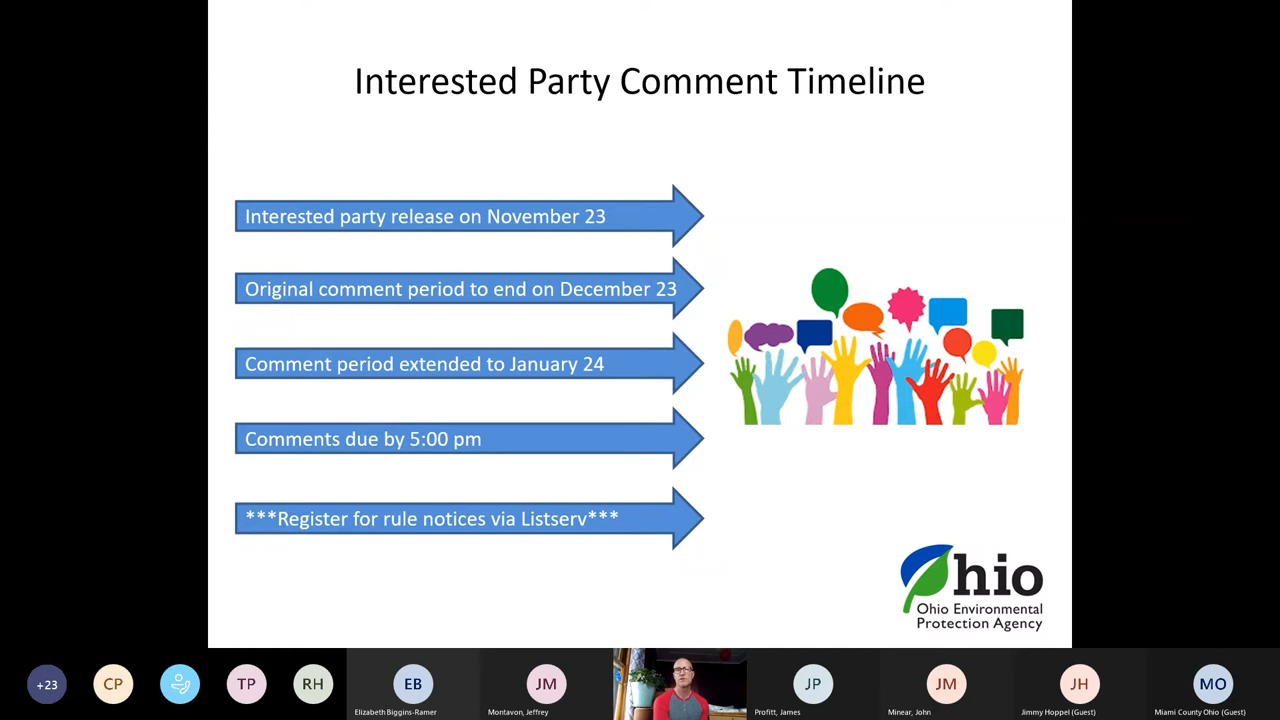 Interested Party Comment Timeline
Interested party release on November 23
Original comment period to end on December 23
Comment period extended to January 24
Comments due by 5:00 pm
***Register for rule notices via Listserv***
Ohio
Ohio Environmental
Protection Agency
+23
CP
TP
RH
EB
JM
JP
JM
JH
MO
Elizabeth Biggins-Ramer
Montavon, Jeffrey
Profitt, James
Minear, John
Jimmy Hoppel (Guest)
Miami County Ohio (Guest)